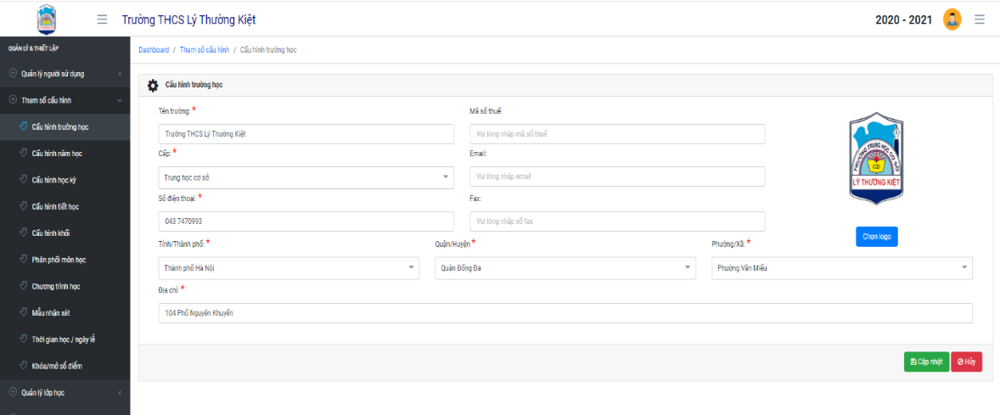 Trường THCS Lý Thường Kiệt
2020 - 2021
QUẢN LÝ & THIẾT LẬP
Dashboard / Tham số cấu hình / Cấu hình trường học
Quản lý người sử dụng
Tham số cấu hình
Cấu hình trường học
Cấu hình năm học
Cấu hình học kỳ
Cấu hình tiết học
Cấu hình khối
Phân phối môn học
Chương trình học
Mẫu nhận xét
Thời gian học / ngày lễ
Khóa/mở sổ điểm
Quản lý lớp học
Cấu hình trường học
Tên trường: *
Mã số thuế:
Trường THCS Lý Thường Kiệt
Vui lòng nhập mã số thuế
Cấp: *
Email:
Trung học cơ sở
Vui lòng nhập email
Số điện thoại: *
Fax:
043 7470993
Vui lòng nhập số fax
TRƯỜNG TRUNG HỌC CƠ SỞ
GD
LÝ THƯỜNG KIỆT
Chọn logo
Tỉnh/Thành phố: *
Quận/Huyện *
Phường/Xã: *
Thành phố Hà Nội
Quận Đống Đa
Phường Văn Miếu
Địa chỉ: *
104 Phố Nguyễn Khuyến
Cập nhật
Hủy